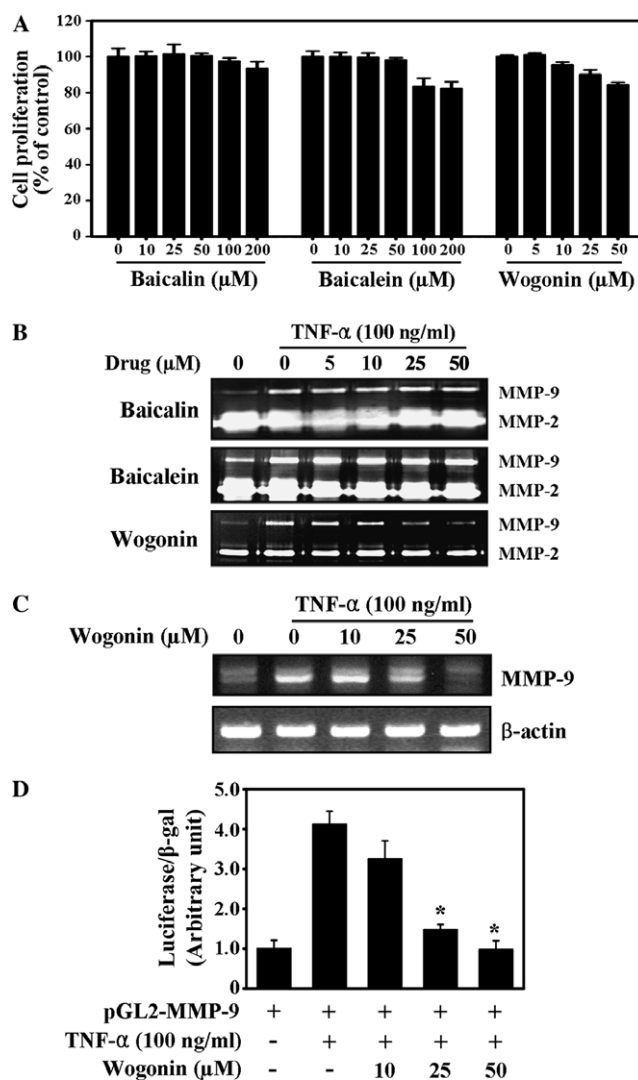 A
Cell proliferation
(% of control)
120
100
80
60
40
20
0
0 10 25 50 100 200
Baicalin (μM)
0 10 25 50 100 200
Baicalein (μM)
0 5 10 25 50
Wogonin (μM)
B
TNF-α (100 ng/ml)
Drug (μM) 0 0 5 10 25 50
Baicalin
MMP-9
MMP-2
Baicalein
MMP-9
MMP-2
Wogonin
MMP-9
MMP-2
C
TNF-α (100 ng/ml)
Wogonin (μM) 0 0 10 25 50
MMP-9
β-actin
D
Luciferase/β-gal
(Arbitrary unit)
5.0
4.0
3.0
2.0
1.0
0
* *
pGL2-MMP-9 + + + + +
TNF-α (100 ng/ml) - + + + +
Wogonin (μM) - - 10 25 50